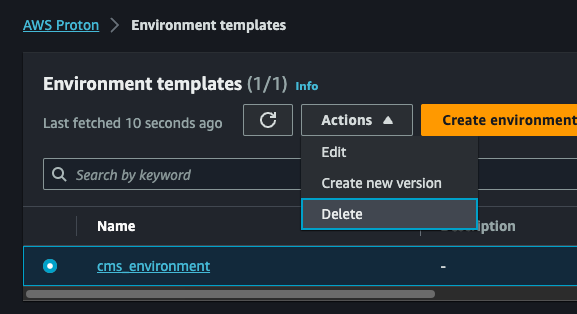 AWS Proton > Environment templates
Environment templates (1/1) Info
Last fetched 10 seconds ago
Actions
Create environment
Edit
Search by keyword
Create new version
Delete
Name
cms_environment
-